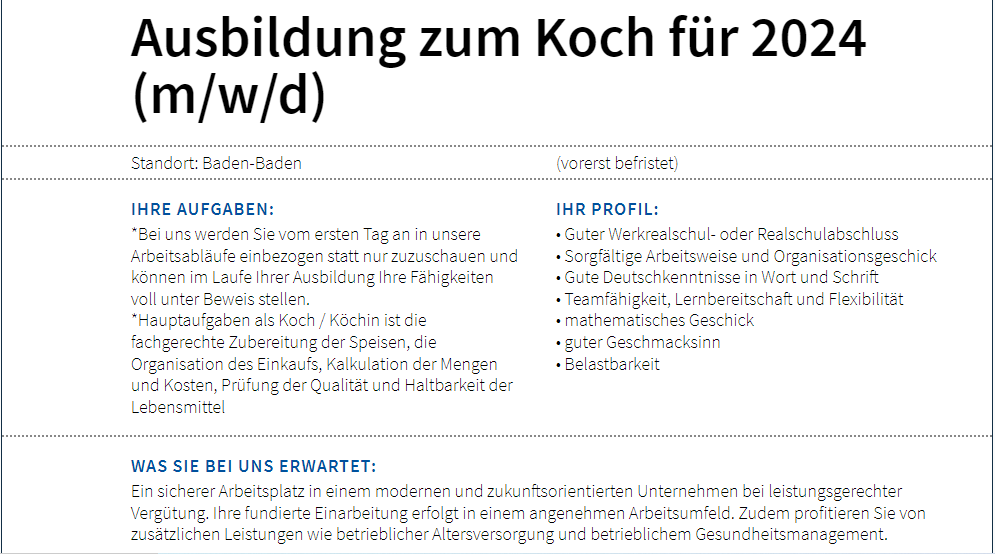 Ausbildung zum Koch für 2024
(m/w/d)
Standort: Baden-Baden
(vorerst befristet)
IHRE AUFGABEN:
*Bei uns werden Sie vom ersten Tag an in unsere
Arbeitsabläufe einbezogen statt nur zuzuschauen und
können im Laufe Ihrer Ausbildung Ihre Fähigkeiten
voll unter Beweis stellen.
*Hauptaufgaben als Koch / Köchin ist die
fachgerechte Zubereitung der Speisen, die
Organisation des Einkaufs, Kalkulation der Mengen
und Kosten, Prüfung der Qualität und Haltbarkeit der
Lebensmittel
IHR PROFIL:
• Guter Werkrealschul- oder Realschulabschluss
• Sorgfältige Arbeitsweise und Organisationsgeschick
• Gute Deutschkenntnisse in Wort und Schrift
• Teamfähigkeit, Lernbereitschaft und Flexibilität
• mathematisches Geschick
• guter Geschmacksinn
• Belastbarkeit
WAS SIE BEI UNS ERWARTET:
Ein sicherer Arbeitsplatz in einem modernen und zukunftsorientierten Unternehmen bei leistungsgerechter
Vergütung. Ihre fundierte Einarbeitung erfolgt in einem angenehmen Arbeitsumfeld. Zudem profitieren Sie von
zusätzlichen Leistungen wie betrieblicher Altersversorgung und betrieblichem Gesundheitsmanagement.